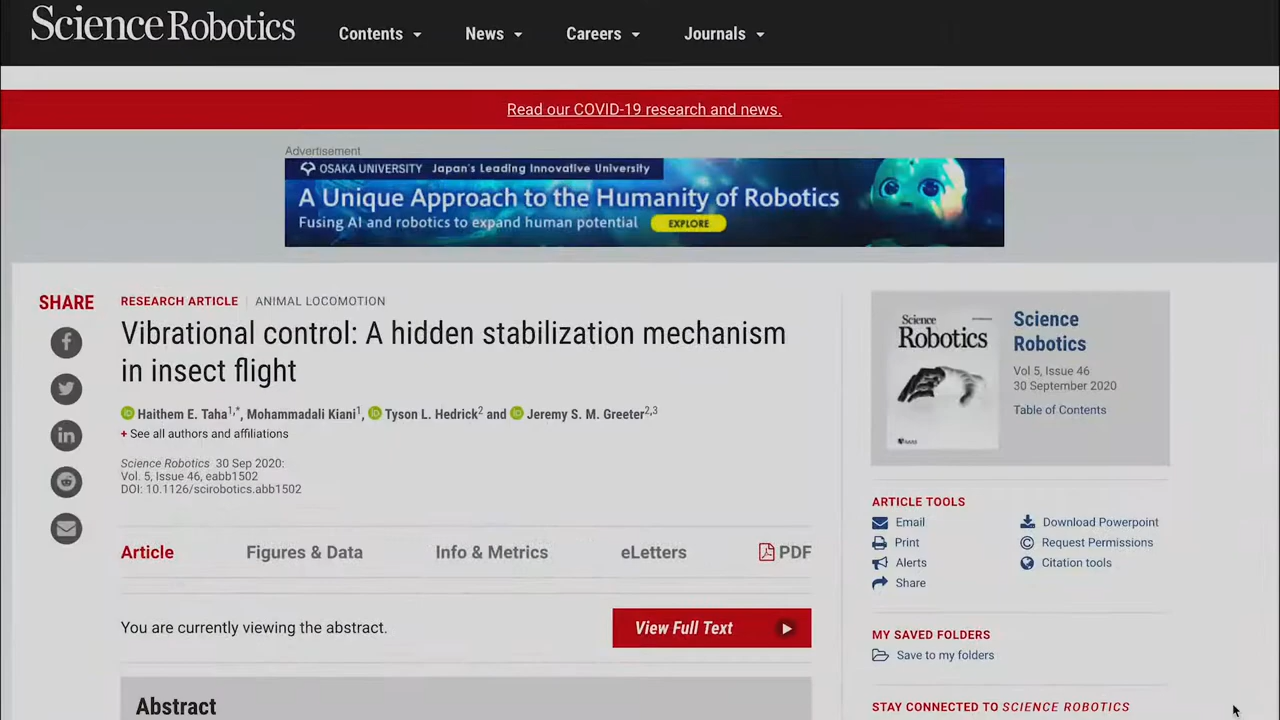 Science Robotics
Contents
News
Careers
Journals
Read our COVID-19 research and news.
Advertisement
OSAKA UNIVERSITY Japan's Leading Innovative University
A Unique Approach to the Humanity of Robotics
Fusing AI and robotics to expand human potential
EXPLORE
SHARE
RESEARCH ARTICLE | ANIMAL LOCOMOTION
Vibrational control: A hidden stabilization mechanism
in insect flight
iD Haithem E. Taha1,*, Mohammadali Kiani1, iD Tyson L. Hedrick2 and iD Jeremy S. M. Greeter2,3
+ See all authors and affiliations
Science Robotics 30 Sep 2020:
Vol. 5, Issue 46, eabb1502
DOI: 10.1126/scirobotics.abb1502
Article
Figures & Data
Info & Metrics
eLetters
PDF
You are currently viewing the abstract.
View Full Text
Abstract
Science
Robotics
Science
Robotics
Vol 5, Issue 46
30 September 2020
Table of Contents
ARTICLE TOOLS
Email
Download Powerpoint
Print
Request Permissions
Alerts
Citation tools
Share
MY SAVED FOLDERS
Save to my folders
STAY CONNECTED TO SCIENCE ROBOTICS